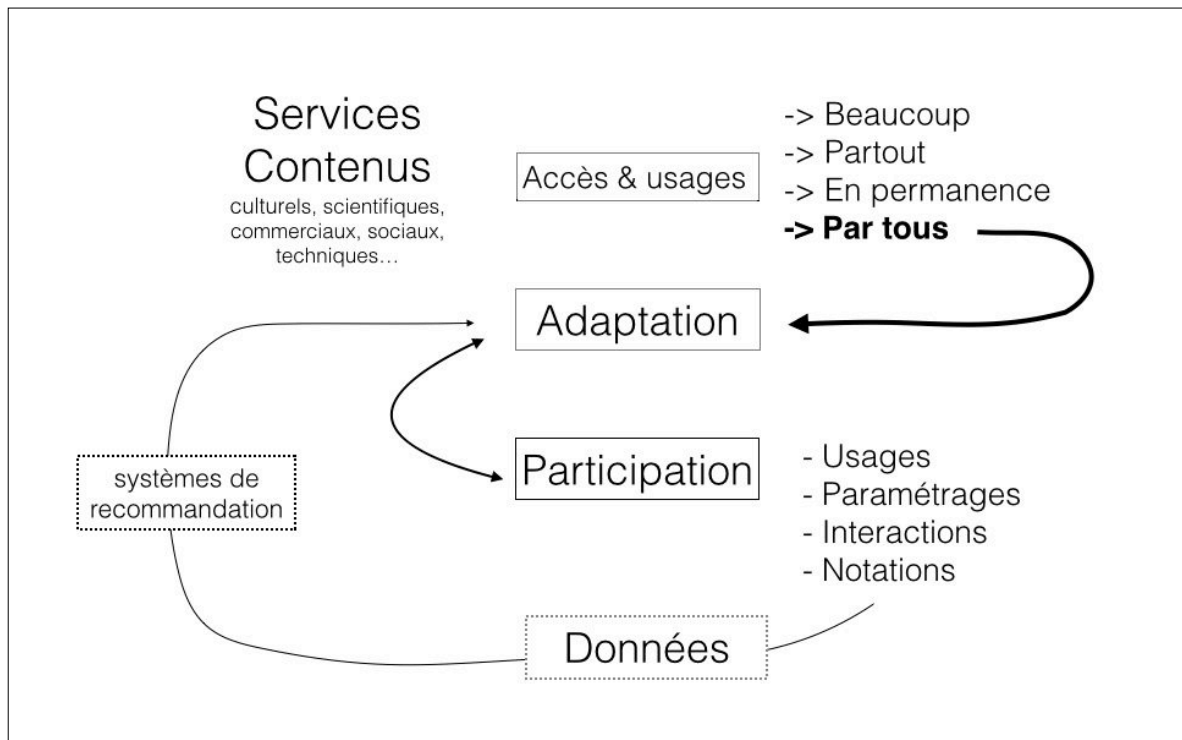 Services
Contenus
culturels, scientifiques,
commerciaux, sociaux,
techniques...
Accès & usages
-> Beaucoup
-> Partout
-> En permanence
-> Par tous
Adaptation
Participation
systèmes de
recommandation
- Usages
- Paramétrages
- Interactions
- Notations
Données